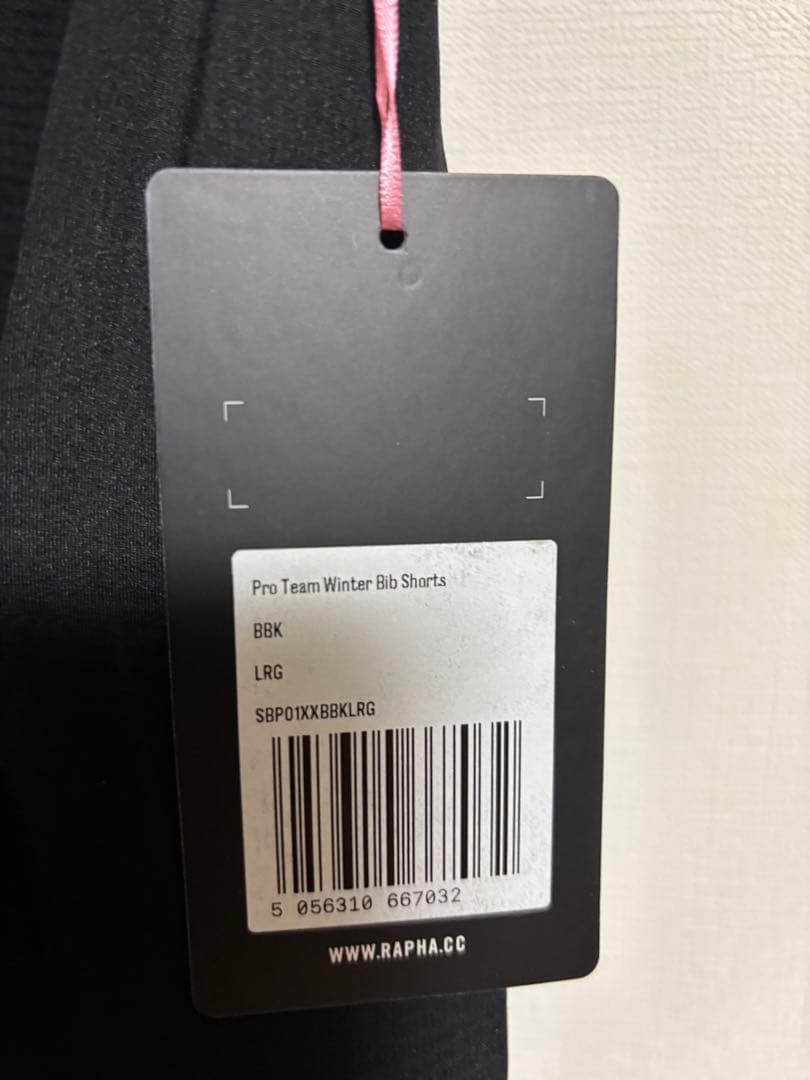 Pro Team Winter Bib Shorts
BBK
LRG
SBP01XXBBKLRG
5 056310 667032
WWW.RAPHA.CC